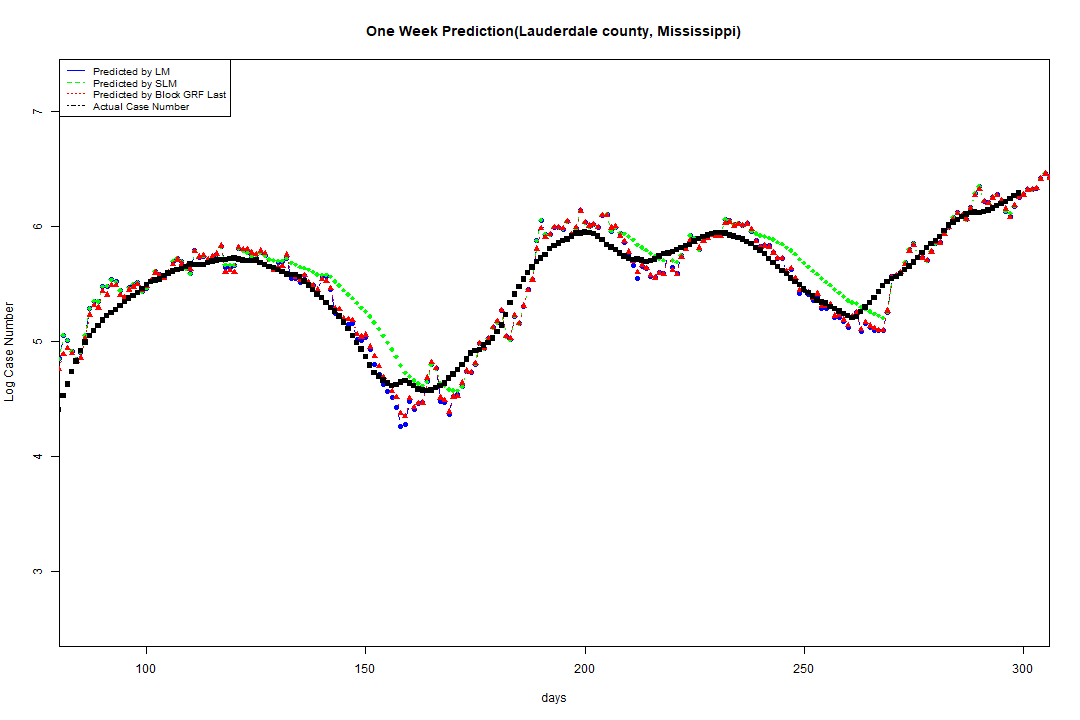 One Week Prediction(Lauderdale county, Mississippi)
Predicted by LM
Predicted by SLM
Predicted by Block GRF Last
Actual Case Number
7
6
5
4
3
Log Case Number
100 150 200 250 300
days